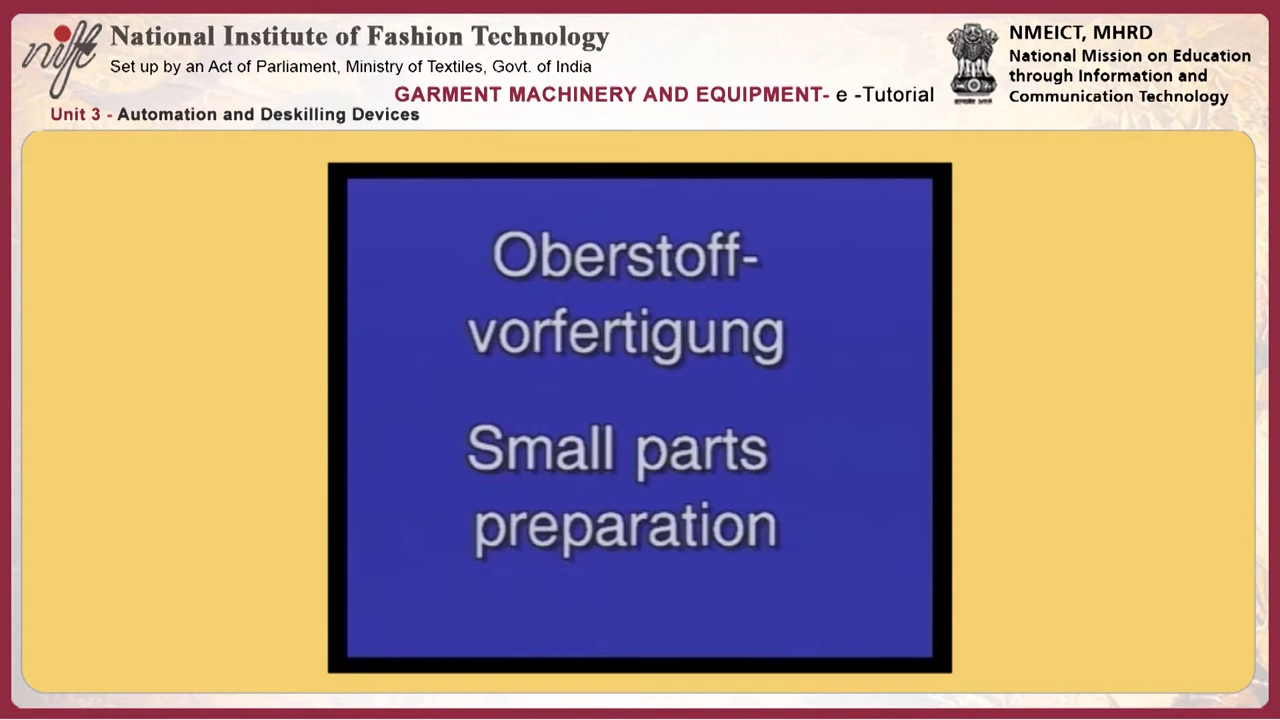 nift
National Institute of Fashion Technology
Set up by an Act of Parliament, Ministry of Textiles, Govt. of India
GARMENT MACHINERY AND EQUIPMENT- e -Tutorial
Unit 3 - Automation and Deskilling Devices
NMEICT, MHRD
National Mission on Education
through Information and
Communication Technology
Oberstoff-
vorfertigung
Small parts
preparation